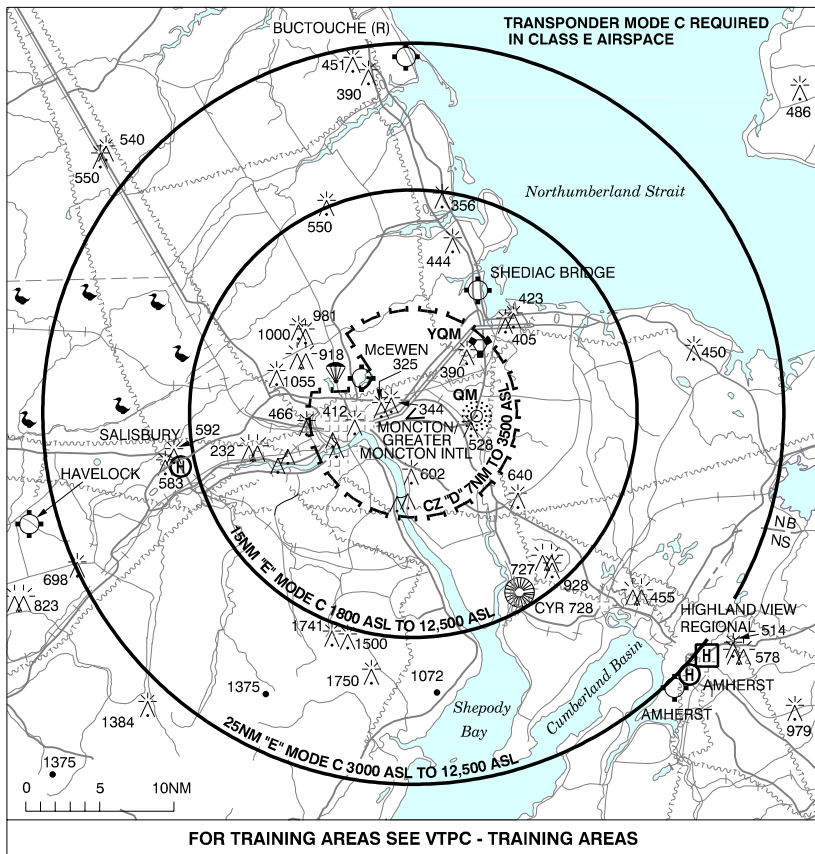 BUCTOUCHE (R)
TRANSPONDER MODE C REQUIRED
IN CLASS E AIRSPACE
451
390
486
540
550
Northumberland Strait
550
356
444
SHEDIAC BRIDGE
423
981
1000
YQM
405
918
McEWEN
325
390
450
1055
QM
466
412
344
MONCTON/
GREATER
MONCTON INTL
528
SALISBURY
592
232
HAVELOCK
583
602
CZ "D" 7NM TO 3500 ASL
640
NB
NS
15NM "E" MODE C 1800 ASL TO 12,500 ASL
698
727
928
823
CYR 728
455
HIGHLAND VIEW
REGIONAL
514
H
H
H
578
1741
1500
1750
1375
1072
AMHERST
AMHERST
Cumberland Basin
Shepody
Bay
1384
979
25NM "E" MODE C 3000 ASL TO 12,500 ASL
1375
0 5 10NM
FOR TRAINING AREAS SEE VTPC - TRAINING AREAS